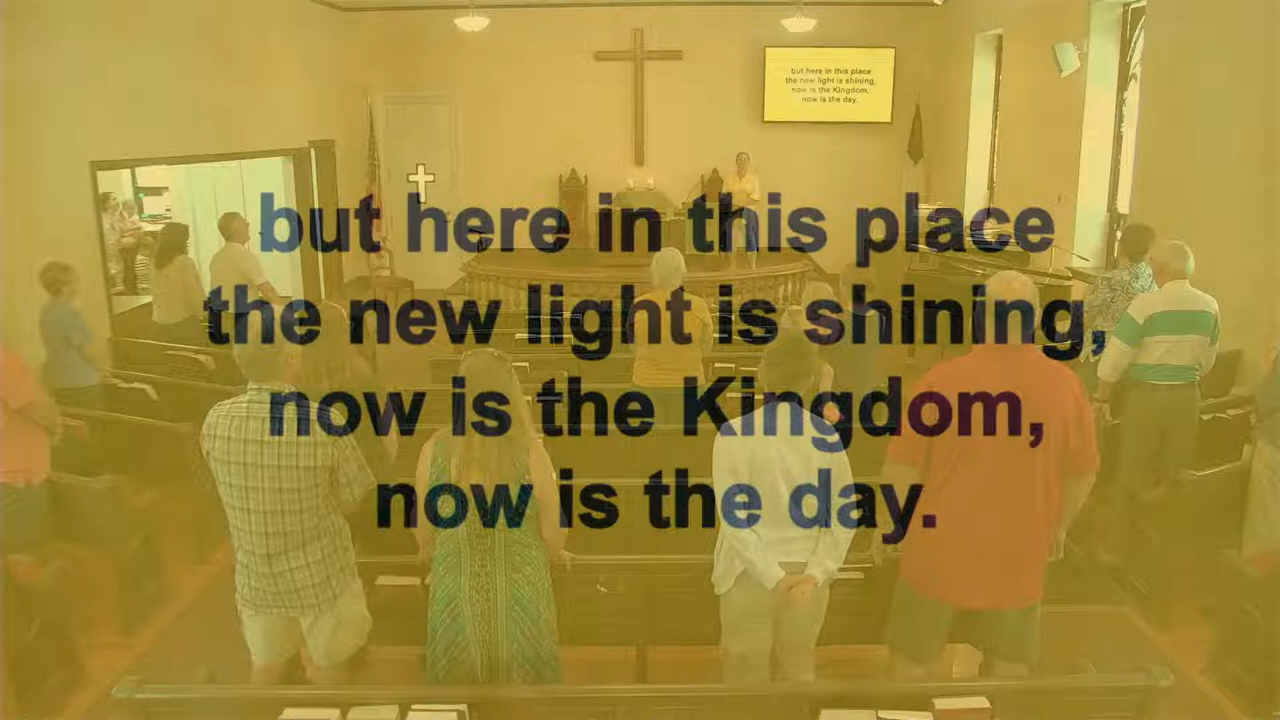 but here in this place
the new light is shining,
now is the Kingdom,
now is the day.
but here in this place
the new light is shining,
now is the Kingdom,
now is the day.